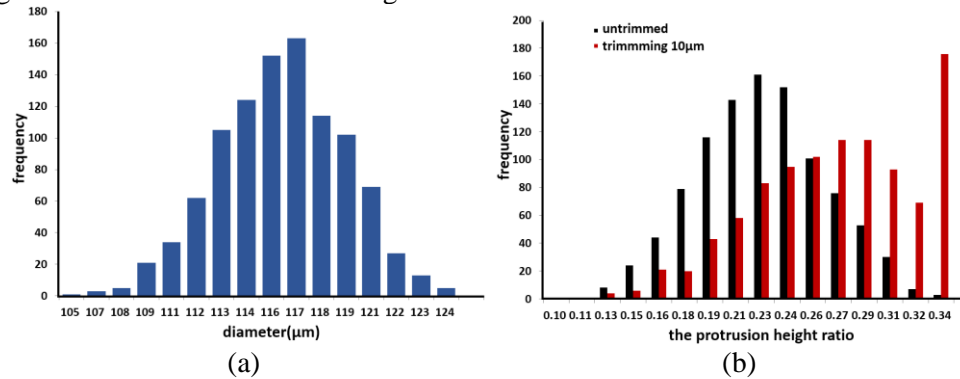 180
160
140
120
100
80
60
40
20
0
frequency
105 107 108 109 111 112 113 114 116 117 118 119 121 122 123 124
diameter(μm)
(a)
200
180
160
140
120
100
80
60
40
20
0
frequency
untrimmed
trimmming 10μm
0.10 0.11 0.13 0.15 0.16 0.18 0.19 0.21 0.23 0.24 0.26 0.27 0.29 0.31 0.32 0.34
the protrusion height ratio
(b)